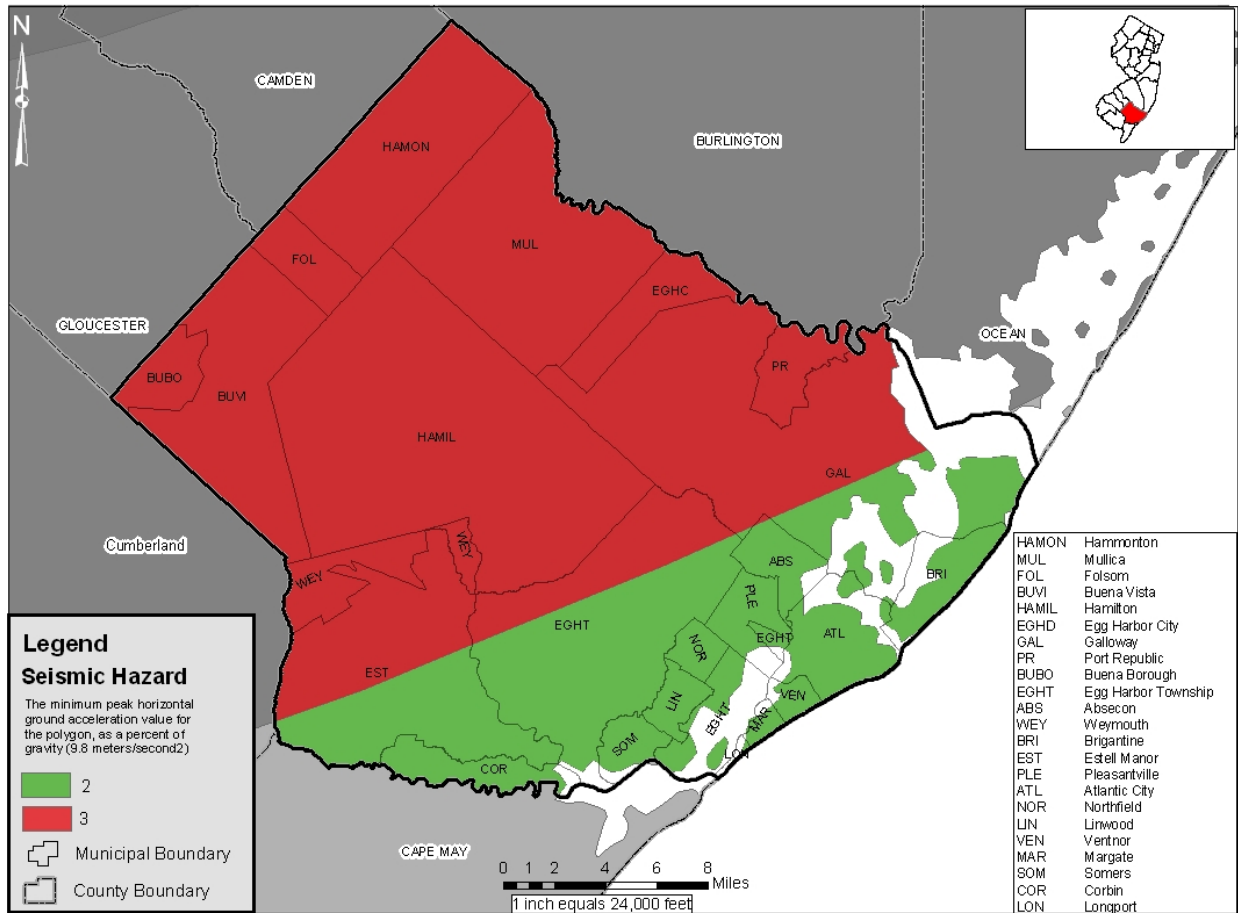 N
CAMDEN
HAMON
BURLINGTON
MUL
FOL
EGHC
GLOUCESTER
OCEAN
BUBO
PR
BUVI
HAMIL
GAL
Cumberland
WEY
WEY
ABS
BRI
PLE
EGHT
ATL
EGHT
NOR
EST
LIN
VEN
EGHT
MAR
SOM
LON
COR
CAPE MAY
Legend
Seismic Hazard
The minimum peak horizontal
ground acceleration value for
the polygon, as a percent of
gravity (9.8 meters/second2)
2
3
Municipal Boundary
County Boundary
0 1 2 4 6 8
Miles
1 inch equals 24,000 feet
HAMON Hammonton
MUL Mullica
FOL Folsom
BUVI Buena Vista
HAMIL Hamilton
EGHD Egg Harbor City
GAL Galloway
PR Port Republic
BUBO Buena Borough
EGHT Egg Harbor Township
ABS Absecon
WEY Weymouth
BRI Brigantine
EST Estell Manor
PLE Pleasantville
ATL Atlantic City
NOR Northfield
LIN Linwood
VEN Ventnor
MAR Margate
SOM Somers
COR Corbin
LON Longport